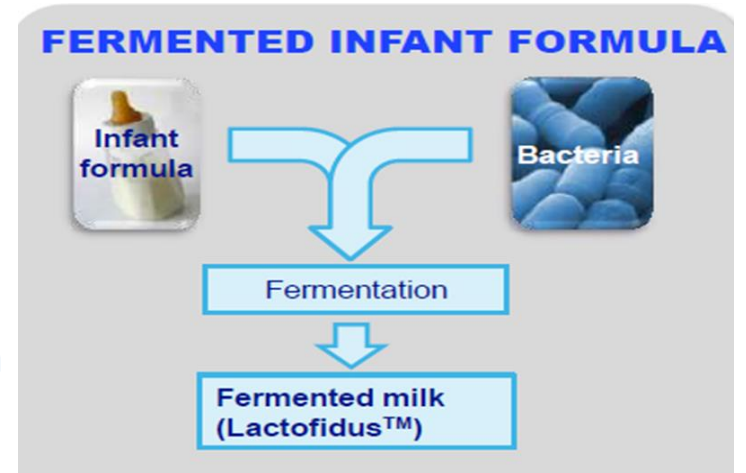 FERMENTED INFANT FORMULA
Infant
formula
Bacteria
Fermentation
Fermented milk
(Lactofidus™)